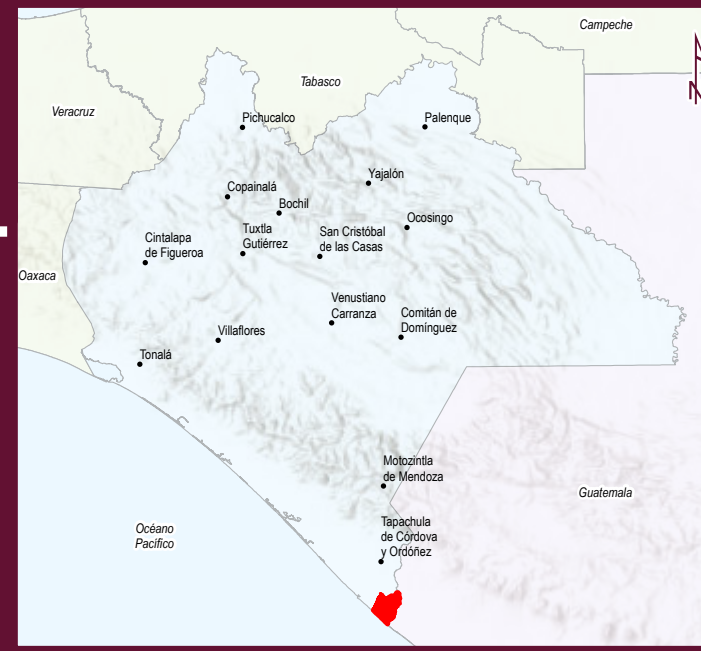 Campeche
Tabasco
Veracruz
Pichucalco
Palenque
Yajalón
Copainalá
Bochil
Ocosingo
Tuxtla
Gutiérrez
San Cristóbal
de las Casas
Cintalapa
de Figueroa
Oaxaca
Venustiano
Carranza
Comitán de
Domínguez
Villaflores
Tonalá
Motozintla
de Mendoza
Guatemala
Océano
Pacífico
Tapachula
de Córdova
y Ordóñez